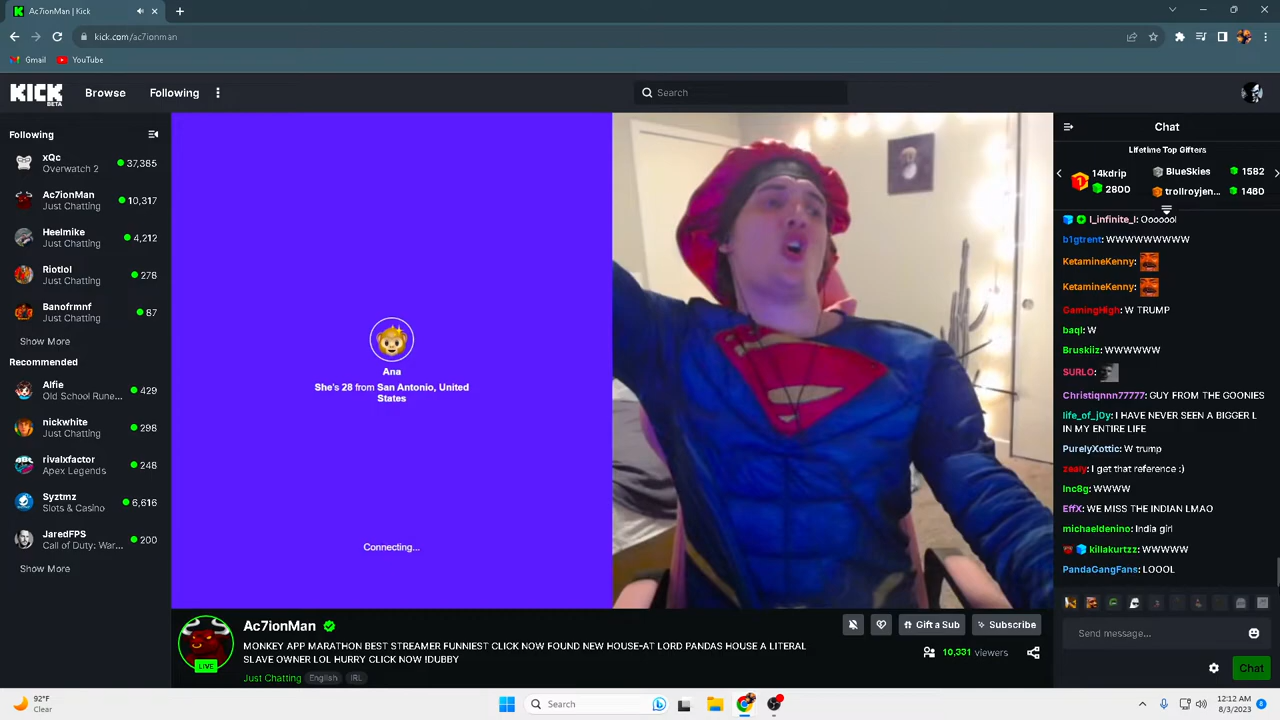 Ac7ionMan | Kick
kick.com/ac7ionman
Gmail
YouTube
KICK
BETA
Browse
Following
Search
Following
xQc
Overwatch 2
37,385
Ac7ionMan
Just Chatting
10,317
Heelmike
Just Chatting
4,212
Riotlol
Just Chatting
278
Banofrmnf
Just Chatting
87
Show More
Recommended
Alfie
Old School Rune...
429
nickwhite
Just Chatting
298
rivalxfactor
Apex Legends
248
Syztmz
Slots & Casino
6,616
JaredFPS
Call of Duty: War...
200
Show More
Ana
She's 28 from San Antonio, United
States
Connecting...
LIVE
Ac7ionMan
MONKEY APP MARATHON BEST STREAMER FUNNIEST CLICK NOW FOUND NEW HOUSE-AT LORD PANDAS HOUSE A LITERAL
SLAVE OWNER LOL HURRY CLICK NOW !DUBBY
Just Chatting English IRL
Gift a Sub
Subscribe
10,331 viewers
Chat
Lifetime Top Gifters
14kdrip
2800
BlueSkies 1582
trollroyjen... 1460
I_infinite_I: Ooooool
b1gtrent: WWWWWWWWW
KetamineKenny:
KetamineKenny:
GamingHigh: W TRUMP
baql: W
Bruskiiz: WWWWWW
SURLO:
Christiqnnn77777: GUY FROM THE GOONIES
life_of_j0y: I HAVE NEVER SEEN A BIGGER L
IN MY ENTIRE LIFE
PurelyXottic: W trump
zealy: I get that reference :)
Inc8g: WWWW
EffX: WE MISS THE INDIAN LMAO
michaeldenino: India girl
killakurtzz: WWWWW
PandaGangFans: LOOOL
Send message...
Chat
92°F
Clear
Search
12:12 AM
8/3/2023